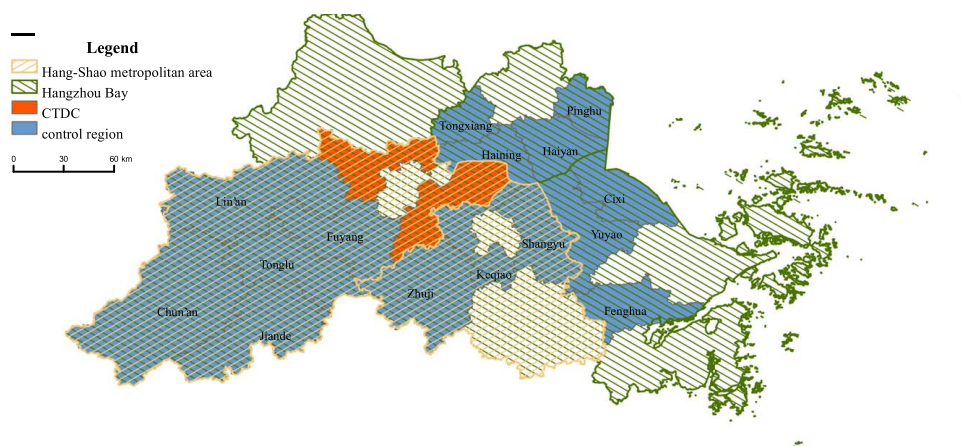 Legend
Hang-Shao metropolitan area
Hangzhou Bay
CTDC
control region
0 30 60 km
Pinghu
Tongxiang
Haining
Haiyan
Lin'an
Cixi
Fuyang
Yuyao
Shangyu
Tonglu
Keqiao
Zhuji
Chun'an
Fenghua
Jiande